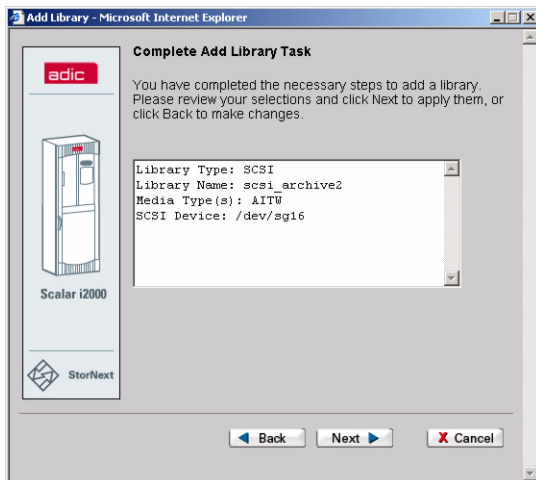 Add Library - Microsoft Internet Explorer
adic
Complete Add Library Task
You have completed the necessary steps to add a library.
Please review your selections and click Next to apply them, or
click Back to make changes.
Library Type: SCSI
Library Name: scsi_archive2
Media Type(s): AITW
SCSI Device: /dev/sg16
Scalar i2000
StorNext
Back
Next
X Cancel